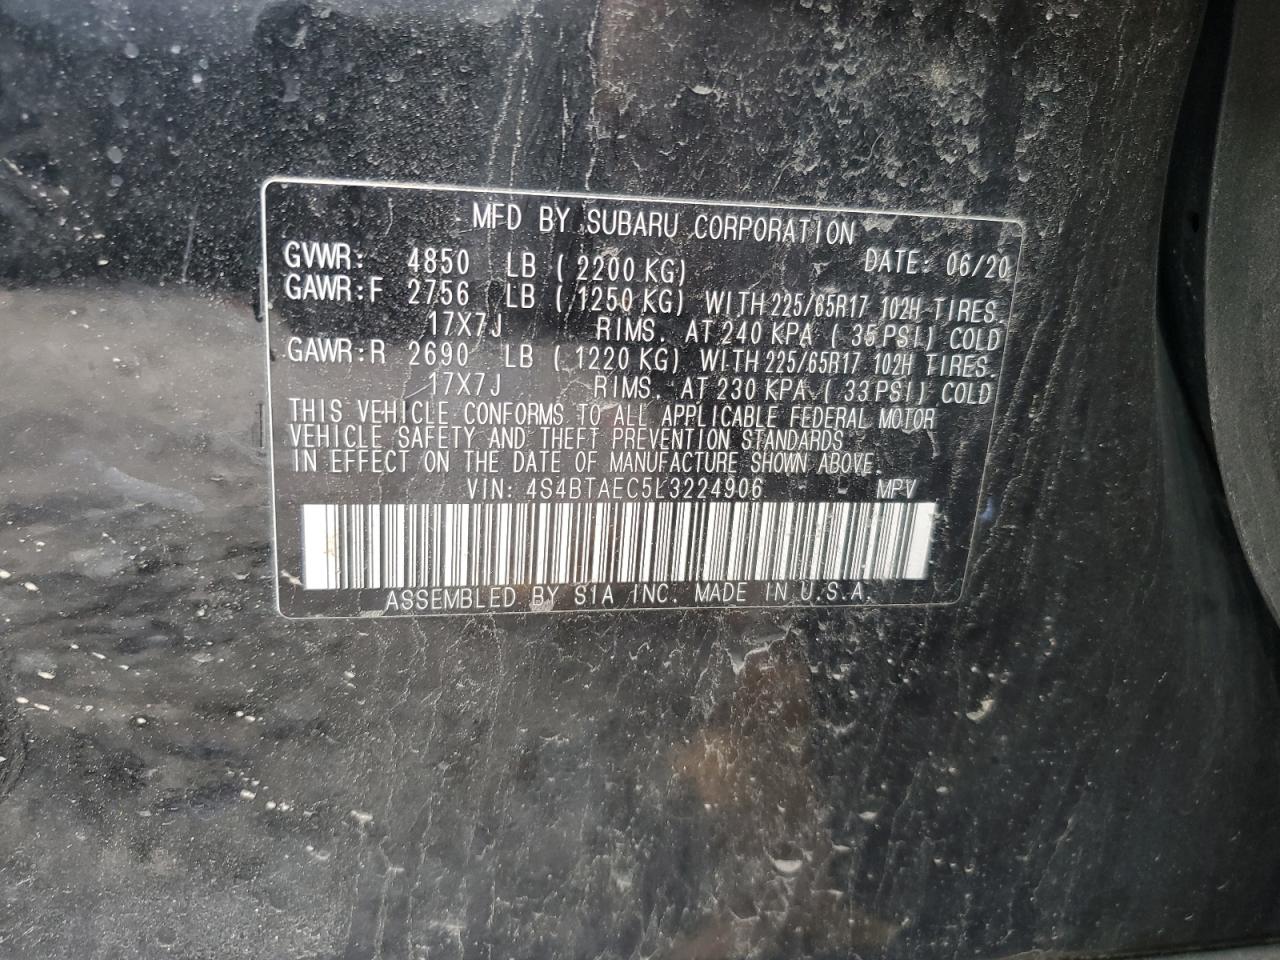 MFD BY SUBARU CORPORATION
GVWR: 4850 LB ( 2200 KG) DATE: 06/20
GAWR:F 2756 LB ( 1250 KG) WITH 225/65R17 102H TIRES.
17X7J RIMS. AT 240 KPA ( 35 PSI) COLD
GAWR:R 2690 LB ( 1220 KG) WITH 225/65R17 102H TIRES.
17X7J RIMS. AT 230 KPA ( 33 PSI) COLD
THIS VEHICLE CONFORMS TO ALL APPLICABLE FEDERAL MOTOR
VEHICLE SAFETY AND THEFT PREVENTION STANDARDS
IN EFFECT ON THE DATE OF MANUFACTURE SHOWN ABOVE.
VIN: 4S4BTAEC5L3224906 - - MPV
ASSEMBLED BY SIA INC. MADE IN U.S.A.